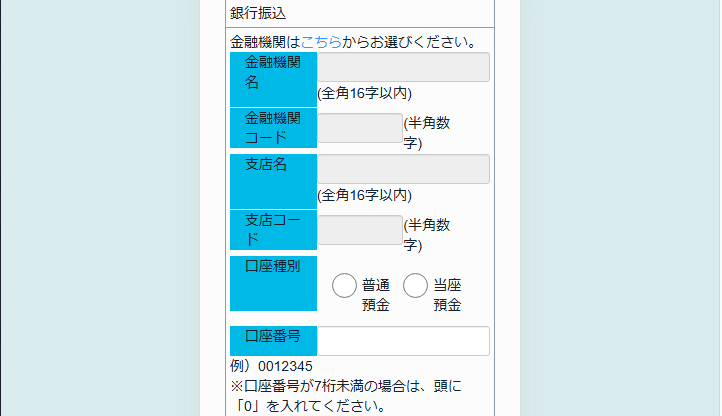 銀行振込
金融機関はこちらからお選びください。
金融機関
名
(全角16字以内)
金融機関
コード
(半角数
字)
支店名
(全角16字以内)
支店コー
ド
(半角数
字)
口座種別
普通
預金
当座
預金
口座番号
例）0012345
※口座番号が7桁未満の場合は、頭に
「0」を入れてください。